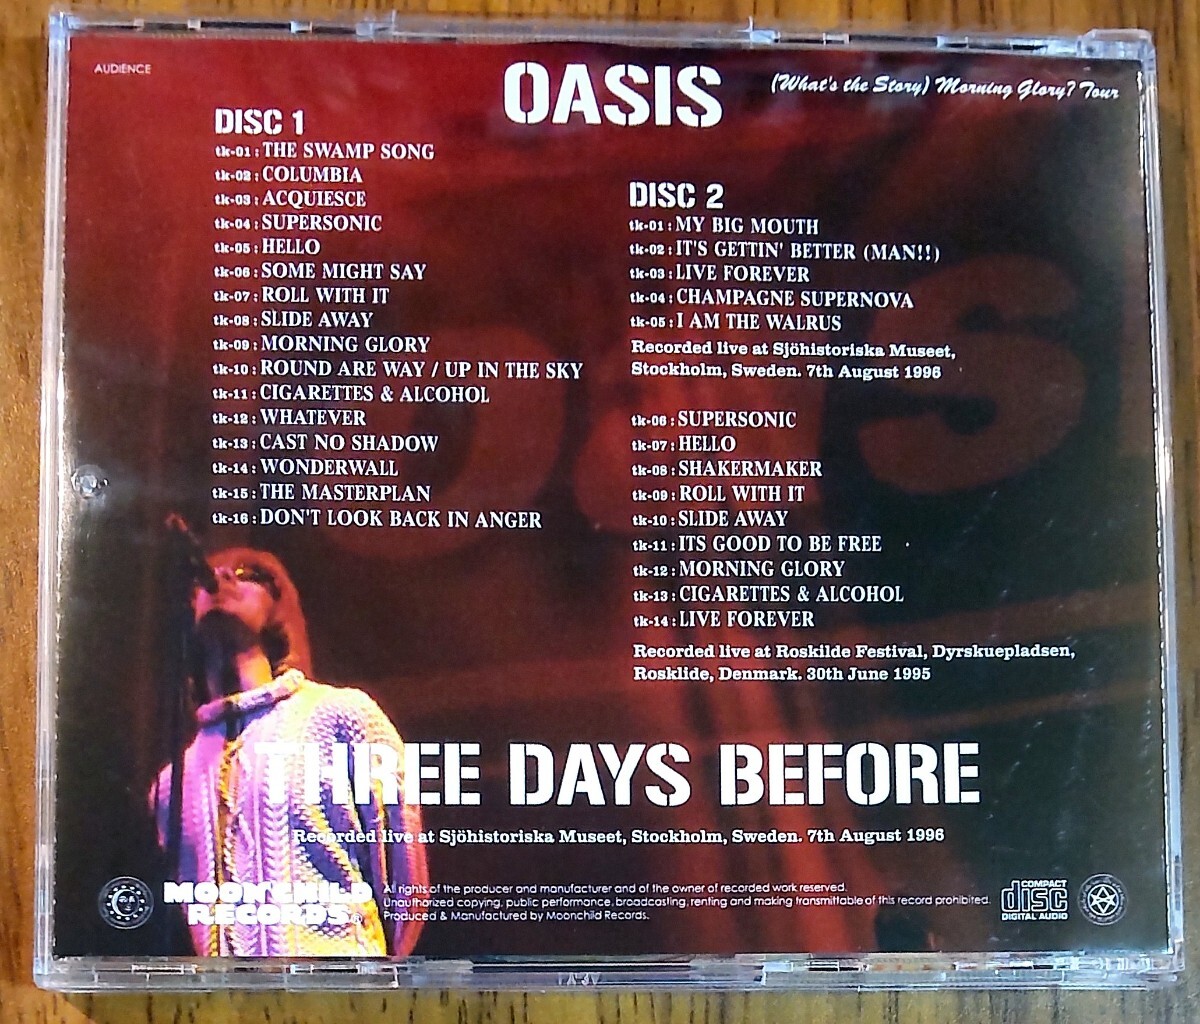 AUDIENCE
OASIS
(What's the Story) Morning Glory? Tour
DISC 1
tk-01 : THE SWAMP SONG
tk-02 : COLUMBIA
tk-03 : ACQUIESCE
tk-04 : SUPERSONIC
tk-05 : HELLO
tk-06 : SOME MIGHT SAY
tk-07 : ROLL WITH IT
tk-08 : SLIDE AWAY
tk-09 : MORNING GLORY
tk-10 : ROUND ARE WAY / UP IN THE SKY
tk-11 : CIGARETTES & ALCOHOL
tk-12 : WHATEVER
tk-13 : CAST NO SHADOW
tk-14 : WONDERWALL
tk-15 : THE MASTERPLAN
tk-16 : DON'T LOOK BACK IN ANGER
DISC 2
tk-01 : MY BIG MOUTH
tk-02 : IT'S GETTIN' BETTER (MAN!!)
tk-03 : LIVE FOREVER
tk-04 : CHAMPAGNE SUPERNOVA
tk-05 : I AM THE WALRUS
Recorded live at Sjöhistoriska Museet,
Stockholm, Sweden. 7th August 1996
tk-06 : SUPERSONIC
tk-07 : HELLO
tk-08 : SHAKERMAKER
tk-09 : ROLL WITH IT
tk-10 : SLIDE AWAY
tk-11 : ITS GOOD TO BE FREE
tk-12 : MORNING GLORY
tk-13 : CIGARETTES & ALCOHOL
tk-14 : LIVE FOREVER
Recorded live at Roskilde Festival, Dyrskuepladsen,
Rosklide, Denmark. 30th June 1995
THREE DAYS BEFORE
Recorded live at Sjöhistoriska Museet, Stockholm, Sweden. 7th August 1996
MOONCHILD
RECORDS®
All rights of the producer and manufacturer and of the owner of recorded work reserved.
Unauthorized copying, public performance, broadcasting, renting and making transmittable of this record prohibited.
Produced & Manufactured by Moonchild Records.
COMPACT
disc
DIGITAL AUDIO